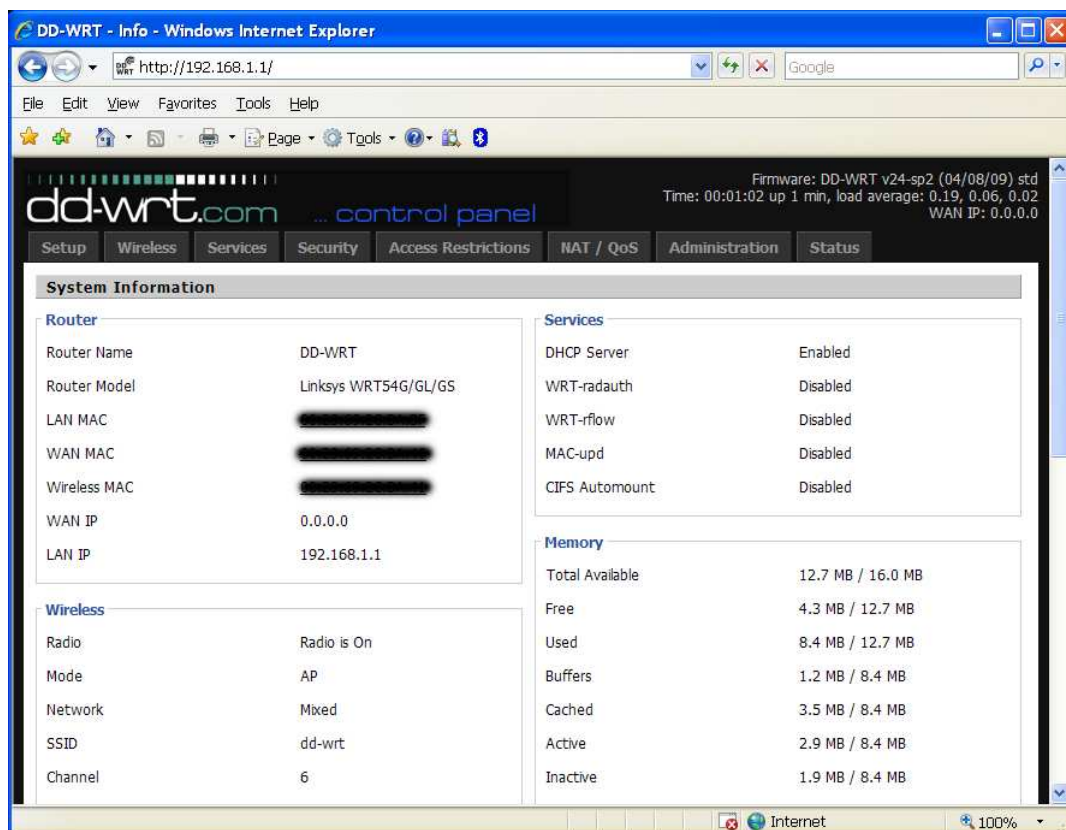 DD-WRT - Info - Windows Internet Explorer
http://192.168.1.1/
Google
File Edit View Favorites Tools Help
Page Tools
dd-wrt.com ... control panel
Firmware: DD-WRT v24-sp2 (04/08/09) std
Time: 00:01:02 up 1 min, load average: 0.19, 0.06, 0.02
WAN IP: 0.0.0.0
Setup Wireless Services Security Access Restrictions NAT / QoS Administration Status
System Information
Router
Router Name DD-WRT
Router Model Linksys WRT54G/GL/GS
LAN MAC
WAN MAC
Wireless MAC
WAN IP 0.0.0.0
LAN IP 192.168.1.1
Wireless
Radio Radio is On
Mode AP
Network Mixed
SSID dd-wrt
Channel 6
Services
DHCP Server Enabled
WRT-radauth Disabled
WRT-rflow Disabled
MAC-upd Disabled
CIFS Automount Disabled
Memory
Total Available 12.7 MB / 16.0 MB
Free 4.3 MB / 12.7 MB
Used 8.4 MB / 12.7 MB
Buffers 1.2 MB / 8.4 MB
Cached 3.5 MB / 8.4 MB
Active 2.9 MB / 8.4 MB
Inactive 1.9 MB / 8.4 MB
Internet 100%